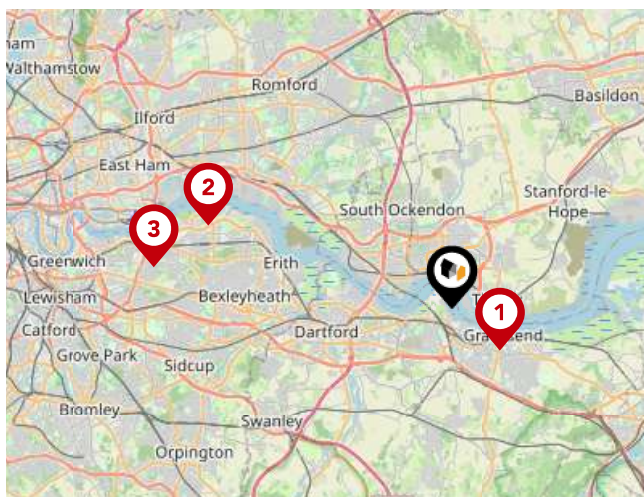 Walthamstow
Romford
Basildon
Ilford
East Ham
2
Stanford-le
-Hope
South Ockendon
3
Greenwich
Erith
Lewisham
Bexleyheath
1
Catford
Dartford
Grove Park
Sidcup
Bromley
Swanley
Orpington